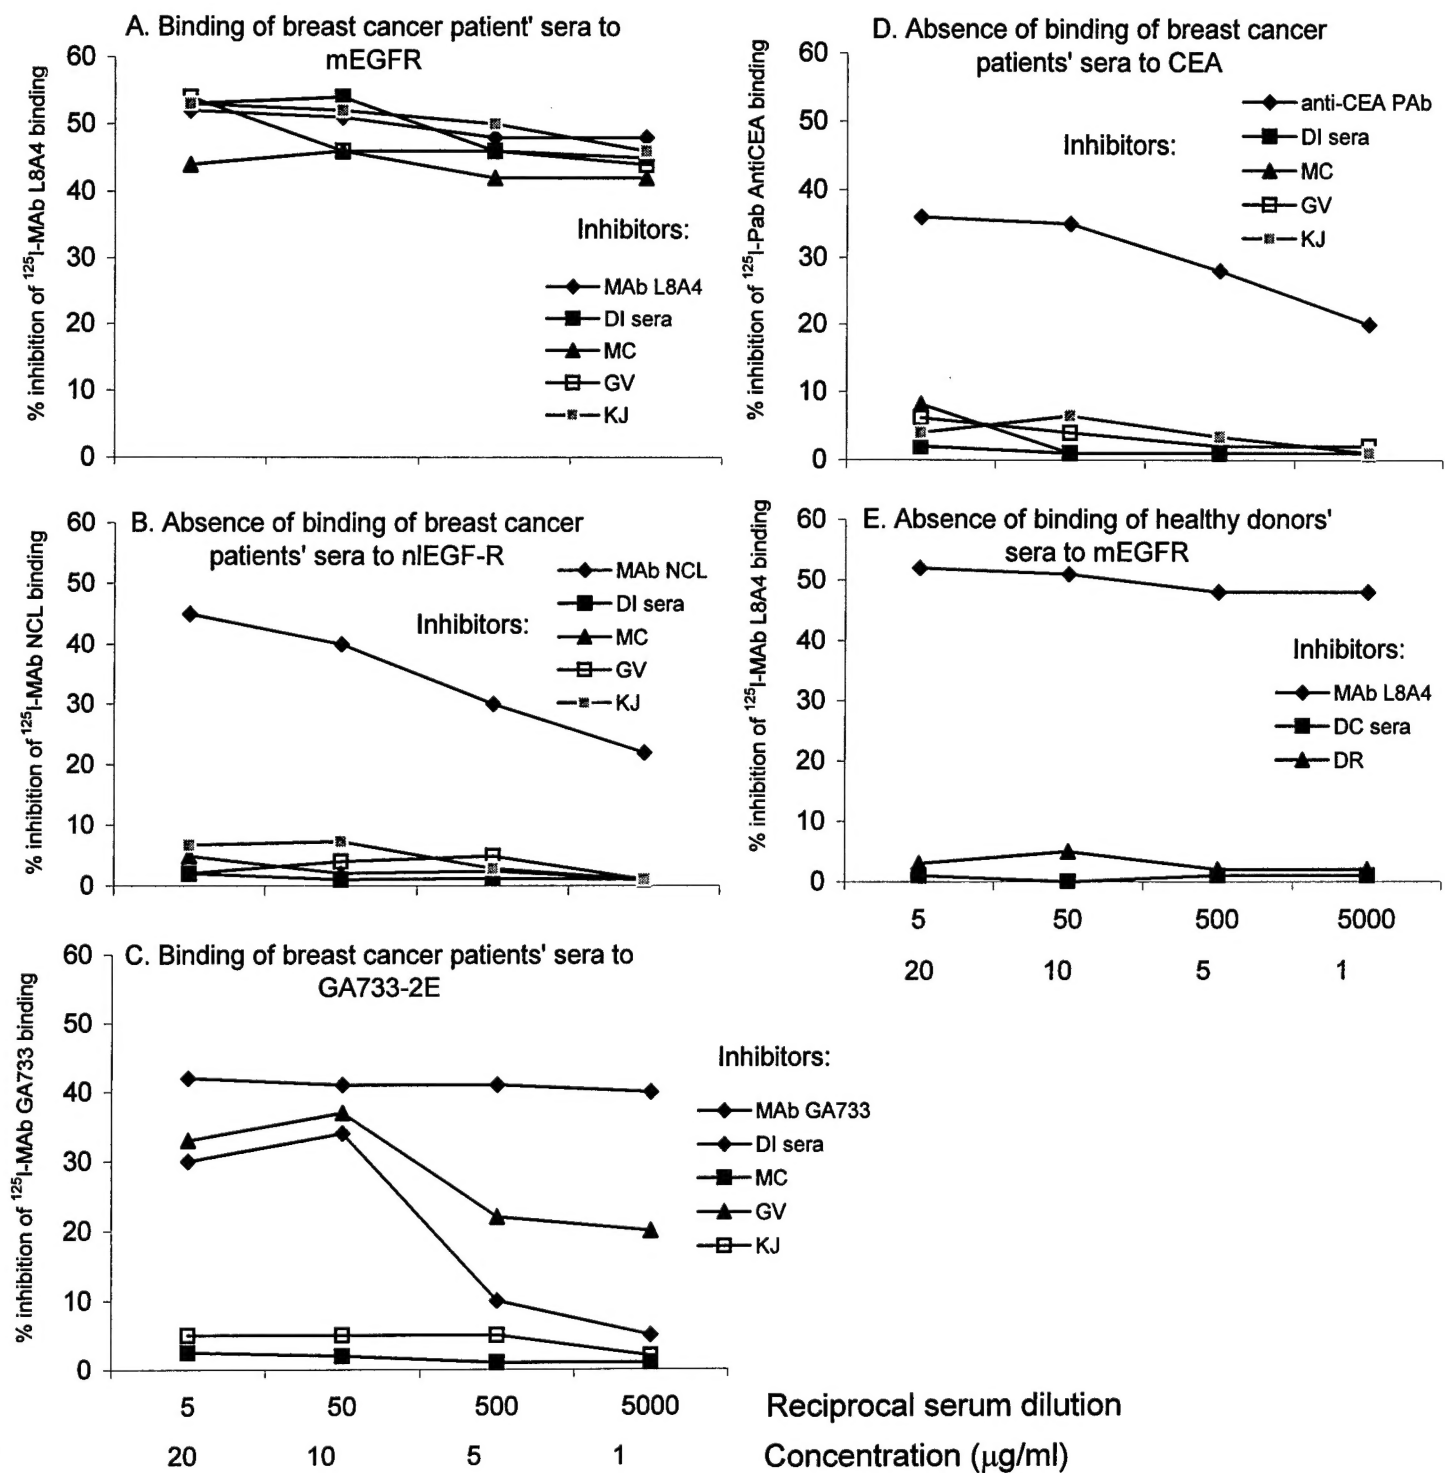 A. Binding of breast cancer patient' sera to
mEGFR
% inhibition of ¹²⁵I-MAb L8A4 binding
60
50
40
30
20
10
0
Inhibitors:
MAb L8A4
DI sera
MC
GV
KJ
B. Absence of binding of breast cancer
patients' sera to nlEGF-R
% inhibition of ¹²⁵I-MAb NCL binding
60
50
40
30
20
10
0
Inhibitors:
MAb NCL
DI sera
MC
GV
KJ
C. Binding of breast cancer patients' sera to
GA733-2E
% inhibition of ¹²⁵I-MAb GA733 binding
60
50
40
30
20
10
0
Inhibitors:
MAb GA733
DI sera
MC
GV
KJ
5 50 500 5000
20 10 5 1
Reciprocal serum dilution
Concentration (μg/ml)
D. Absence of binding of breast cancer
patients' sera to CEA
% inhibition of ¹²⁵I-Pab AntiCEA binding
60
50
40
30
20
10
0
Inhibitors:
anti-CEA PAb
DI sera
MC
GV
KJ
E. Absence of binding of healthy donors'
sera to mEGFR
% inhibition of ¹²⁵I-MAb L8A4 binding
60
50
40
30
20
10
0
Inhibitors:
MAb L8A4
DC sera
DR
5 50 500 5000
20 10 5 1